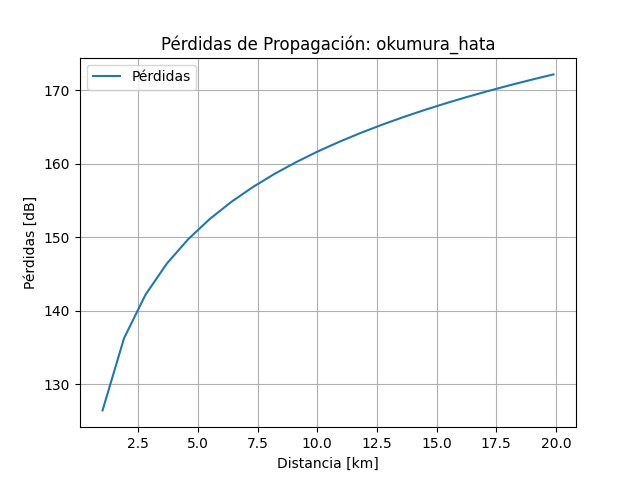 Pérdidas de Propagación: okumura_hata
Pérdidas
170
160
150
140
130
Pérdidas [dB]
2.5 5.0 7.5 10.0 12.5 15.0 17.5 20.0
Distancia [km]